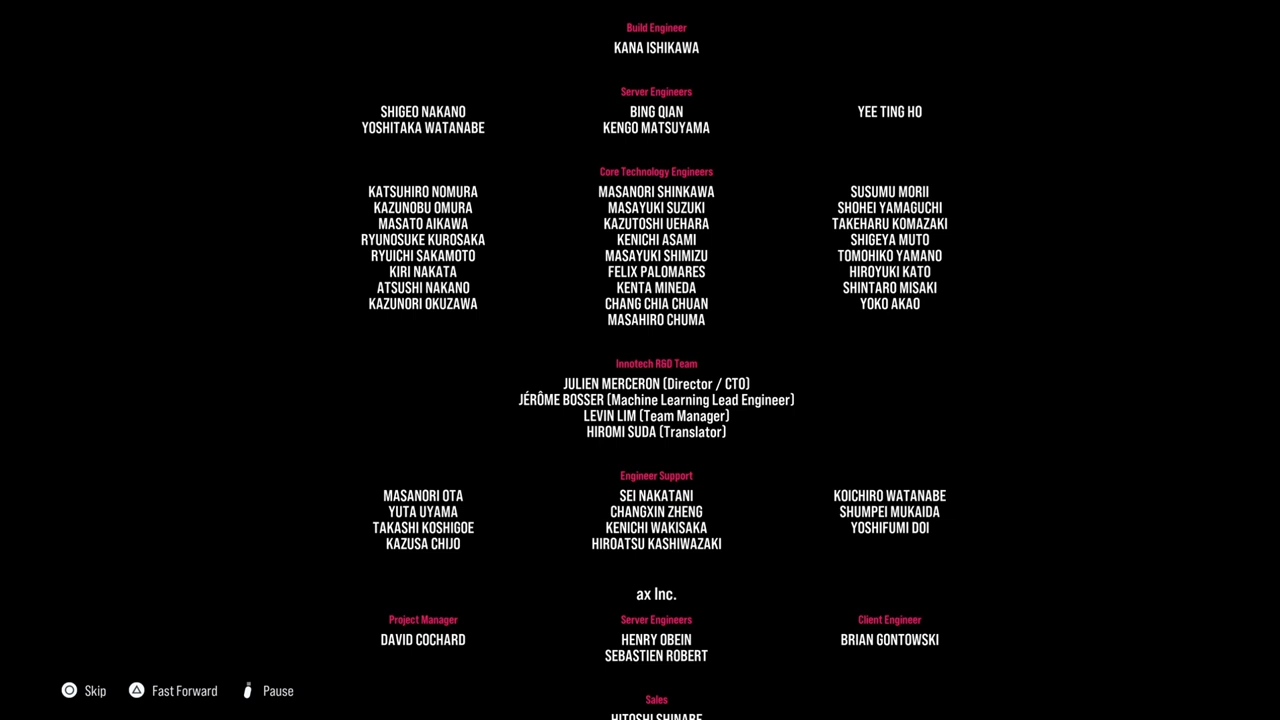 Build Engineer
KANA ISHIKAWA
Server Engineers
SHIGEO NAKANO BING QIAN YEE TING HO
YOSHITAKA WATANABE KENGO MATSUYAMA
Core Technology Engineers
KATSUHIRO NOMURA MASANORI SHINKAWA SUSUMU MORII
KAZUNOBU OMURA MASAYUKI SUZUKI SHOHEI YAMAGUCHI
MASATO AIKAWA KAZUTOSHI UEHARA TAKEHARU KOMAZAKI
RYUNOSUKE KUROSAKA KENICHI ASAMI SHIGEYA MUTO
RYUICHI SAKAMOTO MASAYUKI SHIMIZU TOMOHIKO YAMANO
KIRI NAKATA FELIX PALOMARES HIROYUKI KATO
ATSUSHI NAKANO KENTA MINEDA SHINTARO MISAKI
KAZUNORI OKUZAWA CHANG CHIA CHUAN YOKO AKAO
MASAHIRO CHUMA
Innotech R&D Team
JULIEN MERCERON (Director / CTO)
JÉRÔME BOSSER (Machine Learning Lead Engineer)
LEVIN LIM (Team Manager)
HIROMI SUDA (Translator)
Engineer Support
MASANORI OTA SEI NAKATANI KOICHIRO WATANABE
YUTA UYAMA CHANGXIN ZHENG SHUMPEI MUKAIDA
TAKASHI KOSHIGOE KENICHI WAKISAKA YOSHIFUMI DOI
KAZUSA CHIJO HIROATSU KASHIWAZAKI
ax Inc.
Project Manager Server Engineers Client Engineer
DAVID COCHARD HENRY OBEIN BRIAN GONTOWSKI
SEBASTIEN ROBERT
Skip Fast Forward Pause
Sales
HITOSHI SHINABE